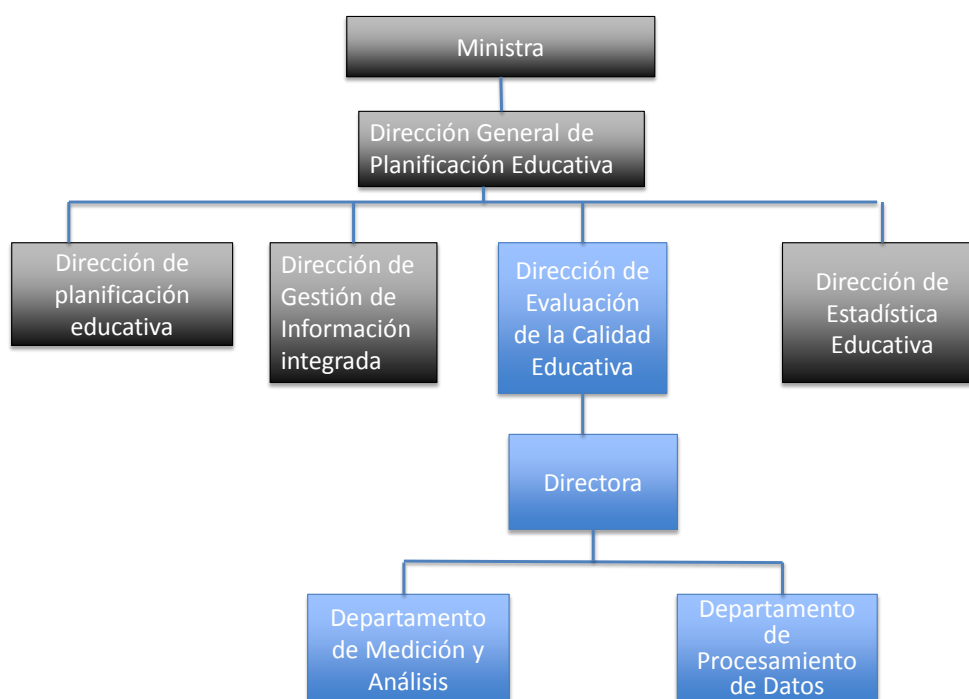 Ministra
Dirección General de
Planificación Educativa
Dirección de
planificación
educativa
Dirección de
Gestión de
Información
integrada
Dirección de
Evaluación
de la Calidad
Educativa
Dirección de
Estadística
Educativa
Directora
Departamento
de Medición y
Análisis
Departamento
de
Procesamiento
de Datos